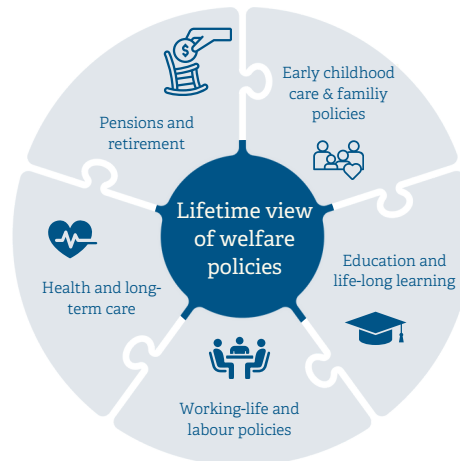 Early childhood
care & familiy
policies
Education and
life-long learning
Working-life and
labour policies
Health and long-
term care
Pensions and
retirement
Lifetime view
of welfare
policies
$